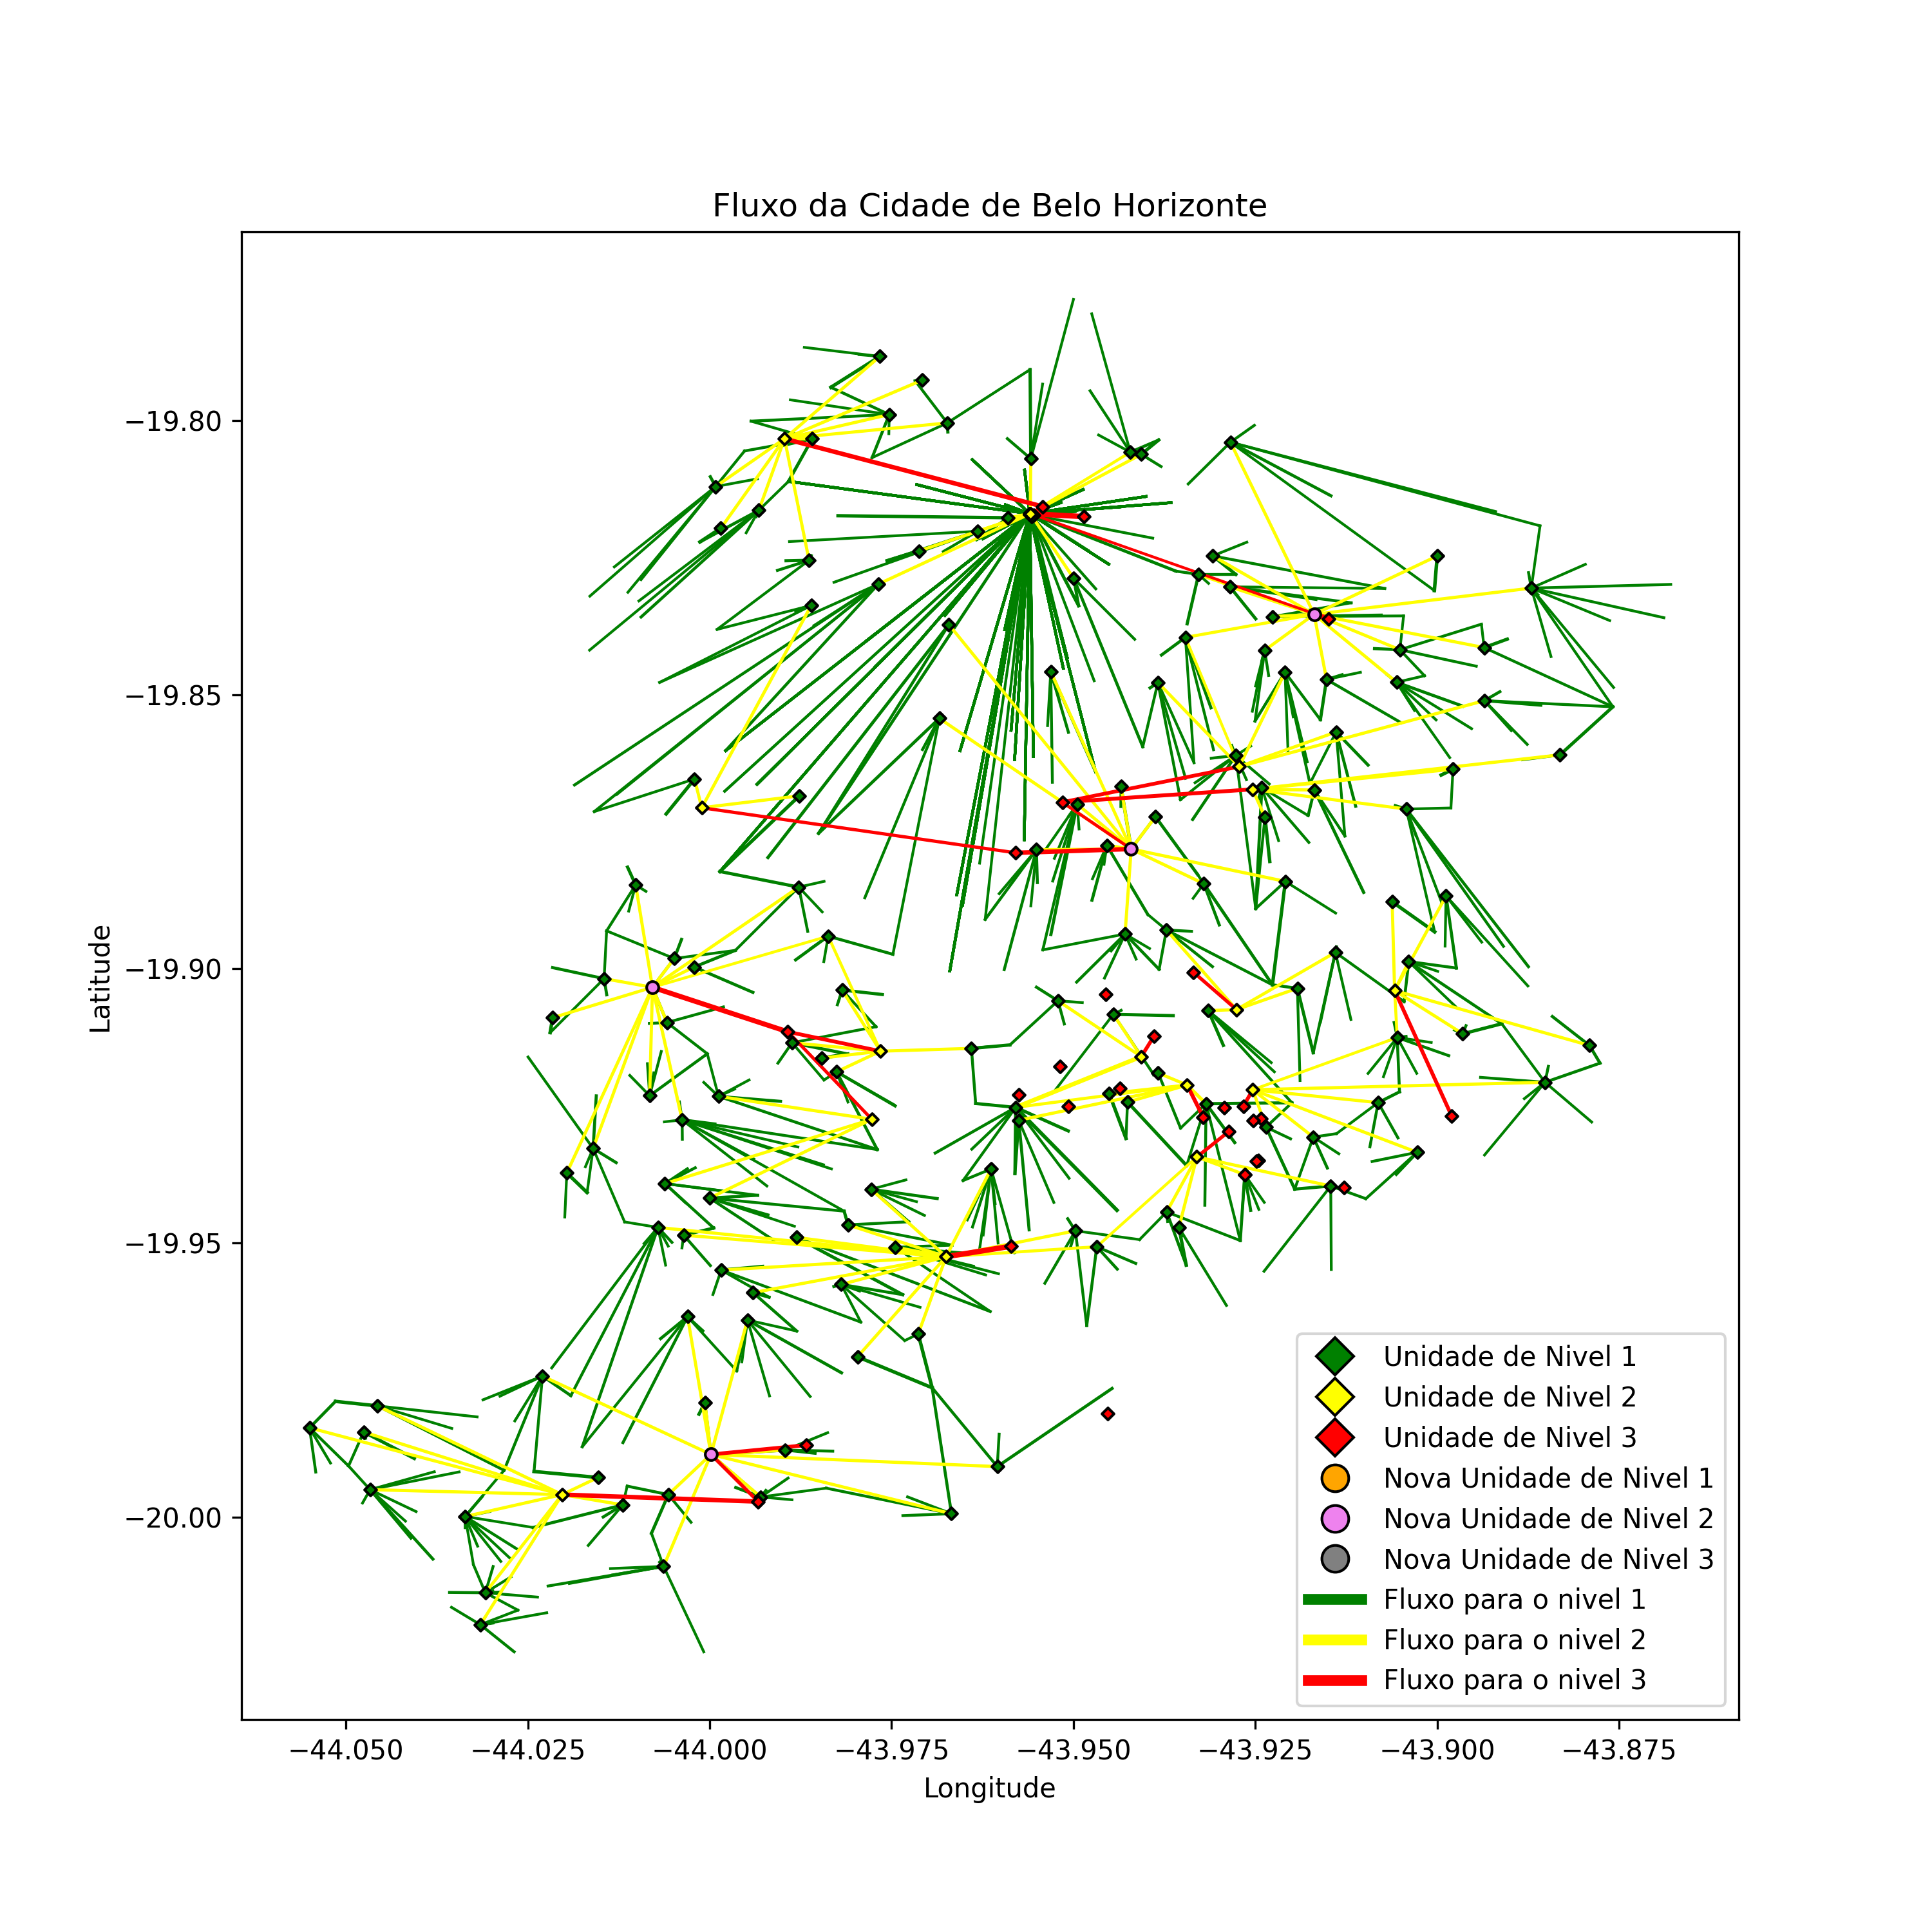 Fluxo da Cidade de Belo Horizonte
−19.80
−19.85
−19.90
−19.95
−20.00
Latitude
−44.050 −44.025 −44.000 −43.975 −43.950 −43.925 −43.900 −43.875
Longitude
Unidade de Nivel 1
Unidade de Nivel 2
Unidade de Nivel 3
Nova Unidade de Nivel 1
Nova Unidade de Nivel 2
Nova Unidade de Nivel 3
Fluxo para o nivel 1
Fluxo para o nivel 2
Fluxo para o nivel 3